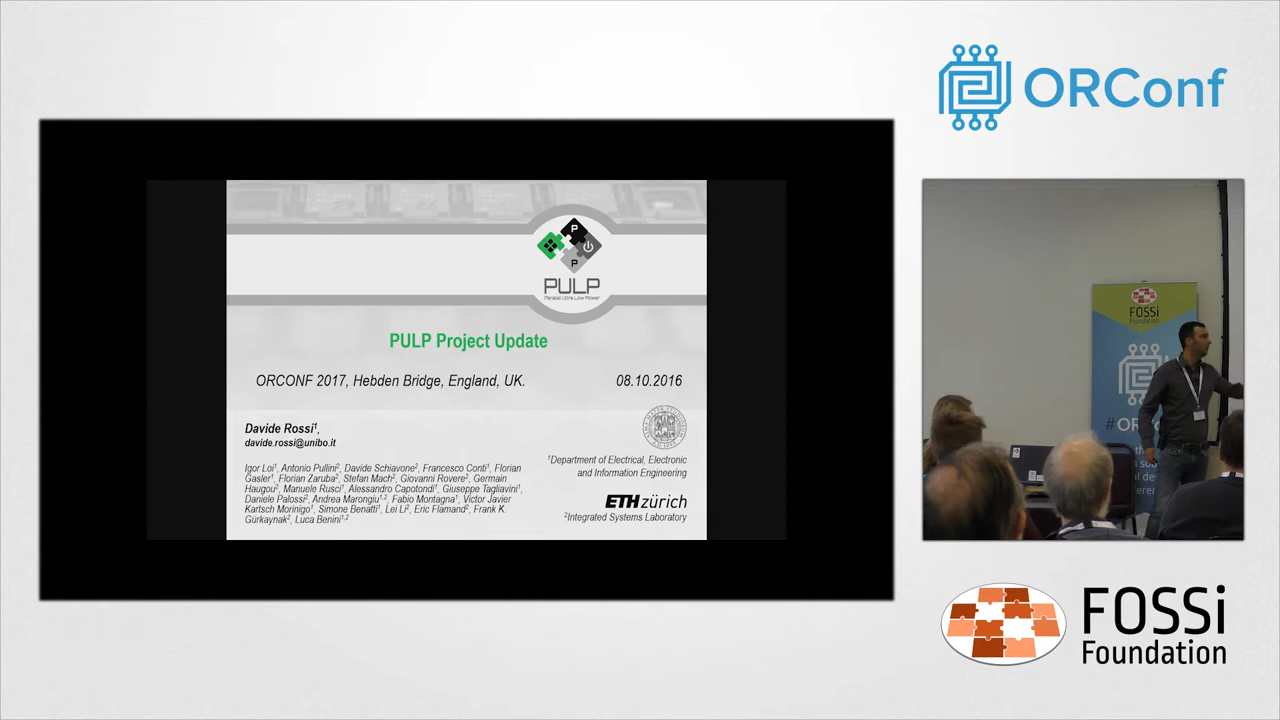 ORConf
P
P
PULP
Parallel Ultra Low Power
PULP Project Update
ORCONF 2017, Hebden Bridge, England, UK.
08.10.2016
Davide Rossi¹,
davide.rossi@unibo.it
Igor Loi¹, Antonio Pullini², Davide Schiavone², Francesco Conti¹, Florian
Gasler¹, Florian Zaruba², Stefan Mach², Giovanni Rovere², Germain
Haugou², Manuele Rusci¹, Alessandro Capotondi¹, Giuseppe Tagliavini¹,
Daniele Palossi², Andrea Marongiu¹,², Fabio Montagna¹, Victor Javier
Kartsch Morinigo¹, Simone Benatti¹, Lei Li², Eric Flamand², Frank K.
Gürkaynak², Luca Benini¹,²
¹Department of Electrical, Electronic
and Information Engineering
ETH zürich
²Integrated Systems Laboratory
FOSSi
Foundation
FOSSi
Foundation